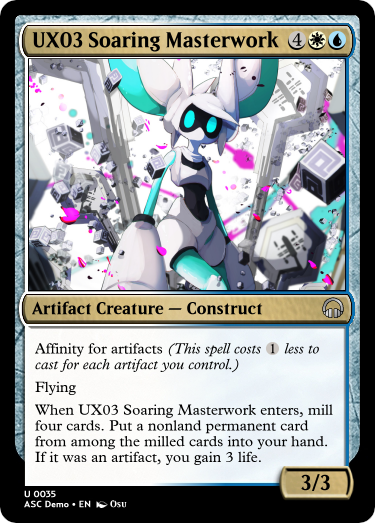 UX03 Soaring Masterwork 4
Artifact Creature — Construct
Affinity for artifacts (This spell costs 1 less to
cast for each artifact you control.)
Flying
When UX03 Soaring Masterwork enters, mill
four cards. Put a nonland permanent card
from among the milled cards into your hand.
If it was an artifact, you gain 3 life.
3/3
U 0035
ASC Demo • EN Osu